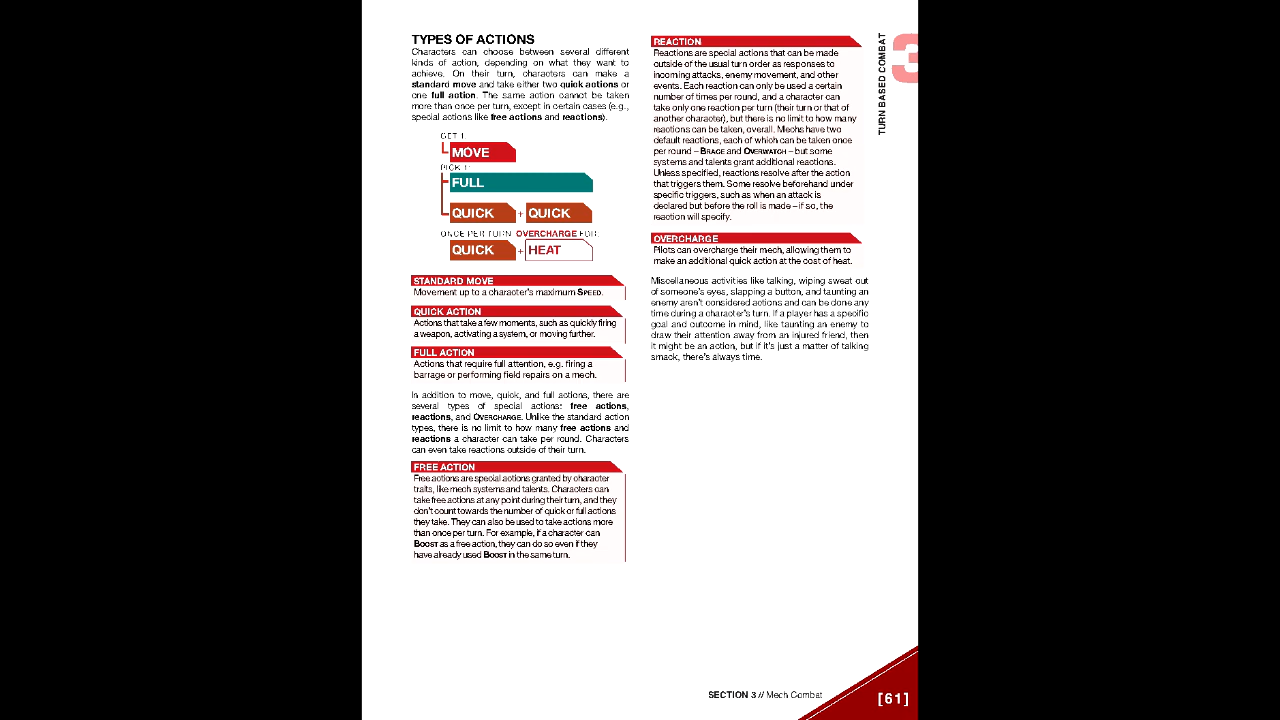 TYPES OF ACTIONS
Characters can choose between several different
kinds of action, depending on what they want to
achieve. On their turn, characters can make a
standard move and take either two quick actions or
one full action. The same action cannot be taken
more than once per turn, except in certain cases (e.g.,
special actions like free actions and reactions).
GET 1:
MOVE
PICK 1:
FULL
QUICK + QUICK
ONCE PER TURN, OVERCHARGE FOR:
QUICK + HEAT
STANDARD MOVE
Movement up to a character's maximum SPEED.
QUICK ACTION
Actions that take a few moments, such as quickly firing
a weapon, activating a system, or moving further.
FULL ACTION
Actions that require full attention, e.g. firing a
barrage or performing field repairs on a mech.
In addition to move, quick, and full actions, there are
several types of special actions: free actions,
reactions, and OVERCHARGE. Unlike the standard action
types, there is no limit to how many free actions and
reactions a character can take per round. Characters
can even take reactions outside of their turn.
FREE ACTION
Free actions are special actions granted by character
traits, like mech systems and talents. Characters can
take free actions at any point during their turn, and they
don't count towards the number of quick or full actions
they take. They can also be used to take actions more
than once per turn. For example, if a character can
BOOST as a free action, they can do so even if they
have already used BOOST in the same turn.
REACTION
Reactions are special actions that can be made
outside of the usual turn order as responses to
incoming attacks, enemy movement, and other
events. Each reaction can only be used a certain
number of times per round, and a character can
take only one reaction per turn (their turn or that of
another character), but there is no limit to how many
reactions can be taken, overall. Mechs have two
default reactions, each of which can be taken once
per round – BRACE and OVERWATCH – but some
systems and talents grant additional reactions.
Unless specified, reactions resolve after the action
that triggers them. Some resolve beforehand under
specific triggers, such as when an attack is
declared but before the roll is made – if so, the
reaction will specify.
OVERCHARGE
Pilots can overcharge their mech, allowing them to
make an additional quick action at the cost of heat.
Miscellaneous activities like talking, wiping sweat out
of someone's eyes, slapping a button, and taunting an
enemy aren't considered actions and can be done any
time during a character's turn. If a player has a specific
goal and outcome in mind, like taunting an enemy to
draw their attention away from an injured friend, then
it might be an action, but if it's just a matter of talking
smack, there's always time.
TURN BASED COMBAT
3
SECTION 3 // Mech Combat
[61]